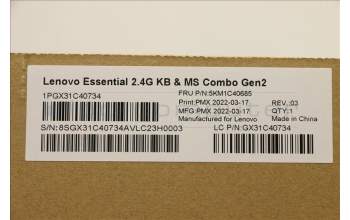 Lenovo Essential 2.4G KB & MS Combo Gen2
1PGX31C40734
FRU P/N:5KM1C40685
Print:PMX 2022-03-17
REV.:03
MFG:PMX 2022-03-17
QTY:1
Manufactured for Lenovo
Made in China
S/N:8SGX31C40734AVLC23H0003
LC P/N:GX31C40734